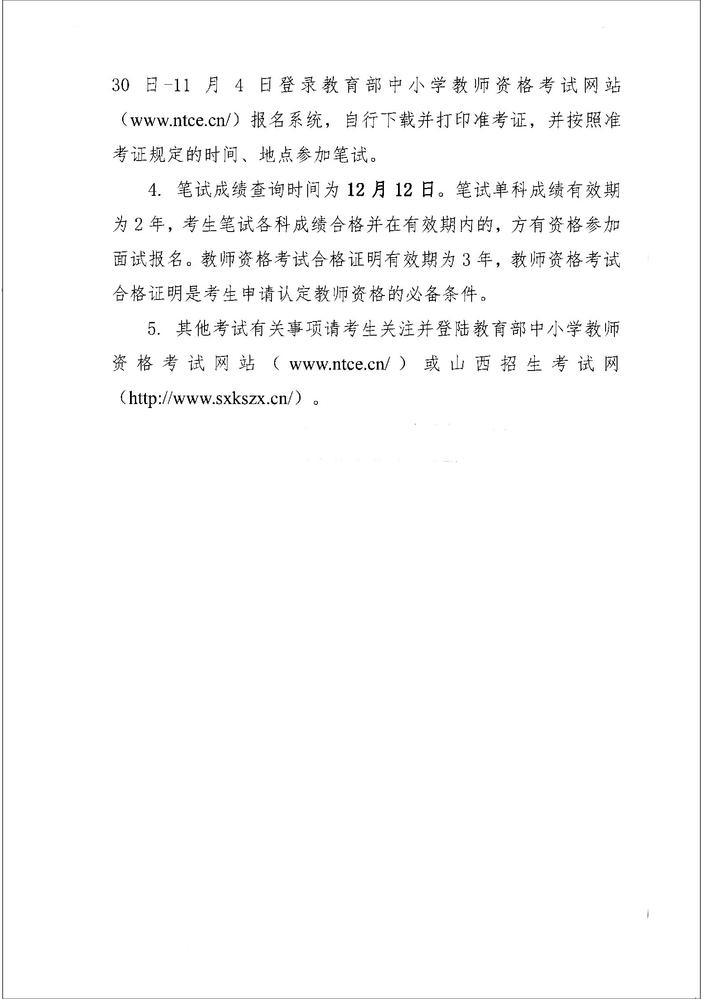 30 日-11 月 4 日登录教育部中小学教师资格考试网站
（www.ntce.cn/）报名系统，自行下载并打印准考证，并按照准
考证规定的时间、地点参加笔试。
4. 笔试成绩查询时间为 12 月 12 日。笔试单科成绩有效期
为 2 年，考生笔试各科成绩合格并在有效期内的，方有资格参加
面试报名。教师资格考试合格证明有效期为 3 年，教师资格考试
合格证明是考生申请认定教师资格的必备条件。
5. 其他考试有关事项请考生关注并登陆教育部中小学教师
资格考试网站（www.ntce.cn/）或山西招生考试网
（http://www.sxkszx.cn/）。